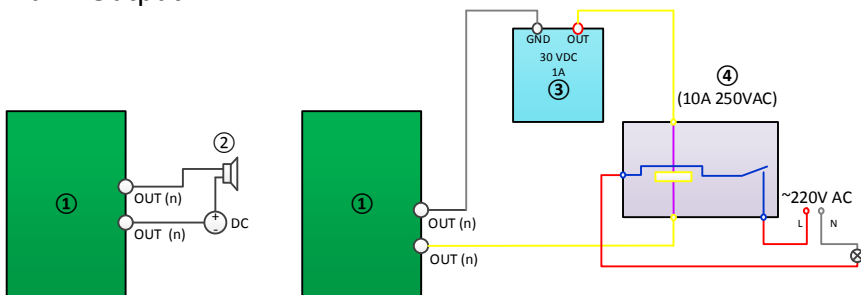 GND OUT
30 VDC
1A
③
④
(10A 250VAC)
②
①
OUT (n)
OUT (n)
+
-
DC
①
OUT (n)
OUT (n)
~220V AC
L N